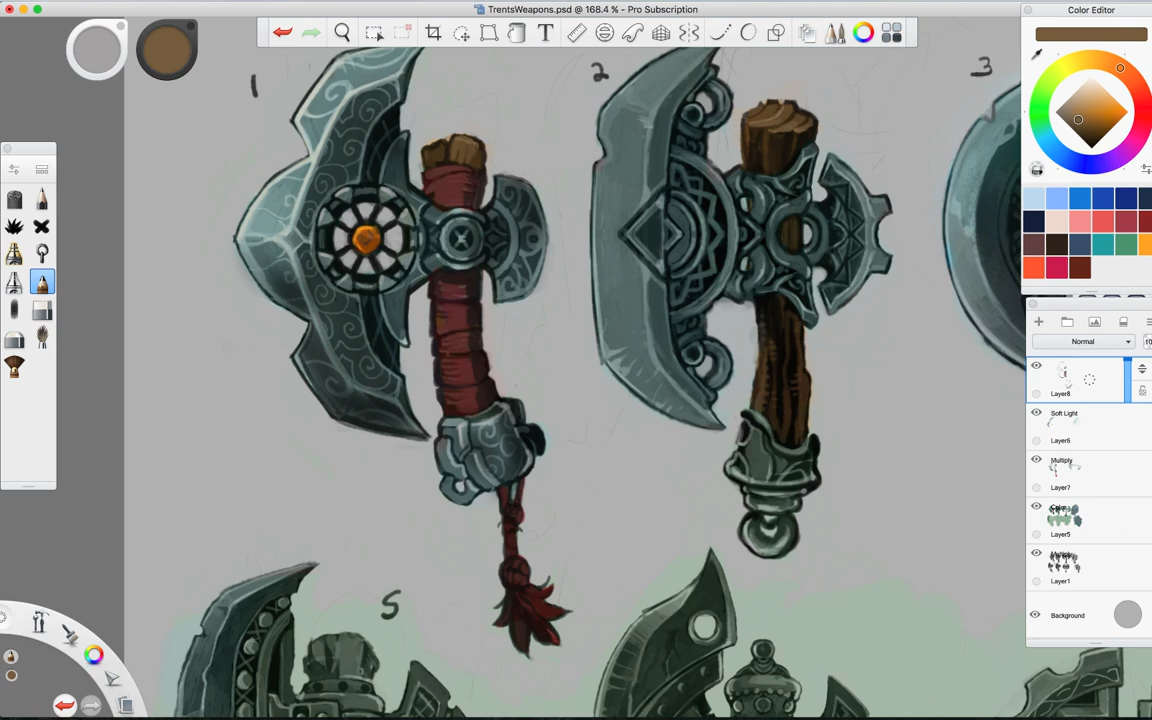 TrentsWeapons.psd @ 168.4 % - Pro Subscription
Color Editor
T
1
2
3
Normal
10
Layer8
Soft Light
Layer6
Multiply
Layer7
Layer5
Layer1
Background
5